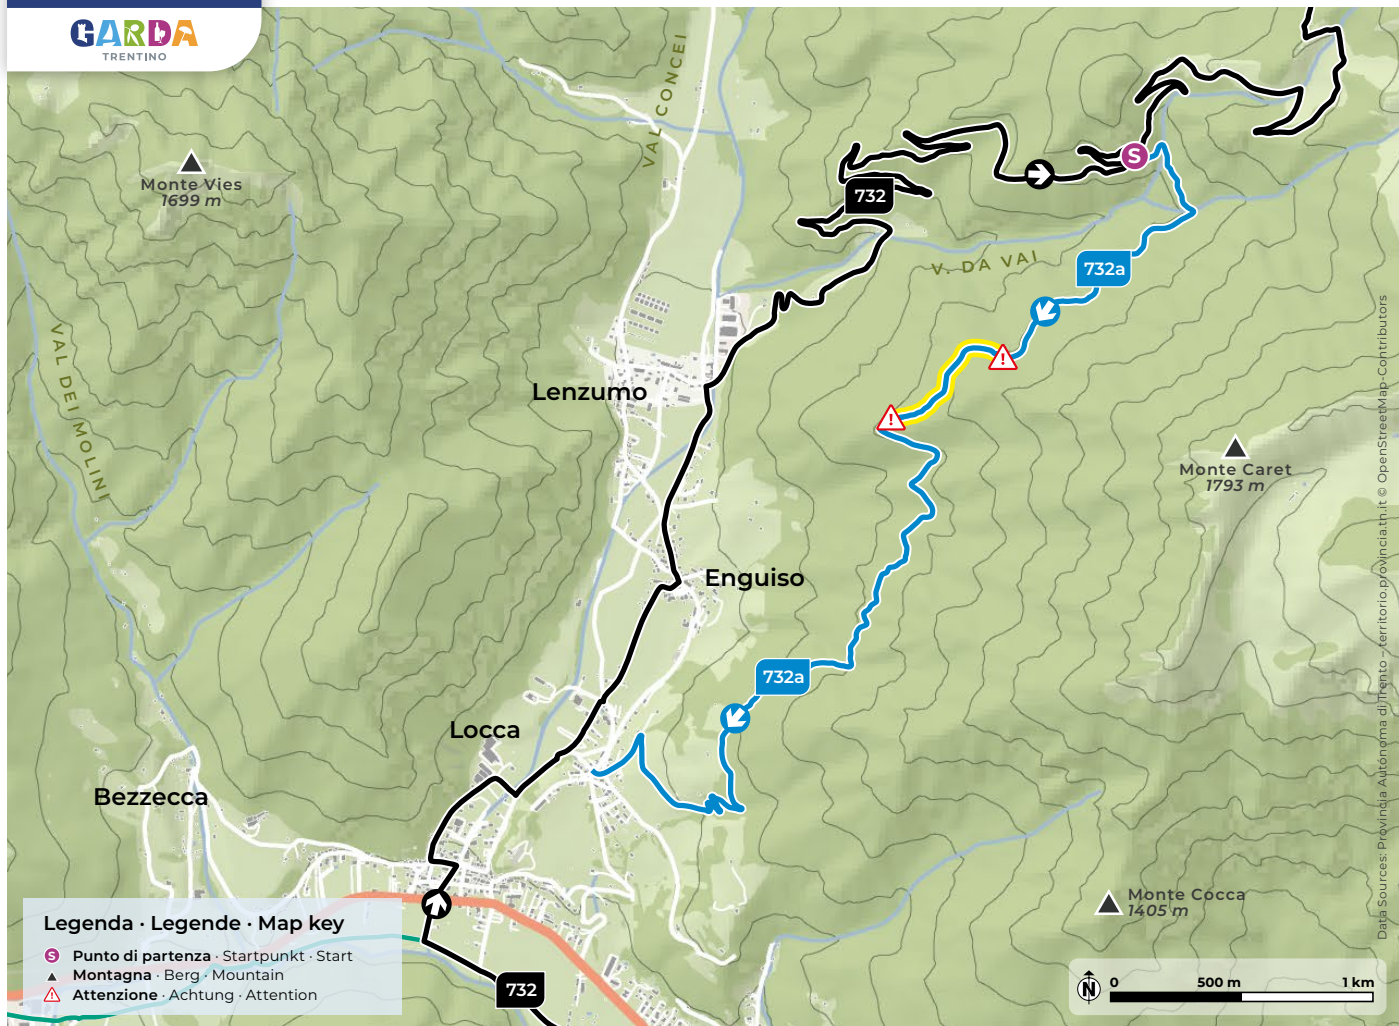 GARDA
TRENTINO
VAL CONCEI
Monte Vies
1699 m
S
732
V. DA VAI
732a
!
!
VAL DEI MOLINI
Lenzumo
Monte Caret
1793 m
Enguiso
732a
Locca
Bezzecca
Monte Cocca
1405 m
Legenda · Legende · Map key
S Punto di partenza · Startpunkt · Start
Montagna · Berg · Mountain
! Attenzione · Achtung · Attention
732
N
0 500 m 1 km
Data Sources: Provincia Autonoma di Trento – territorio.provincia.tn.it © OpenStreetMap-Contributors